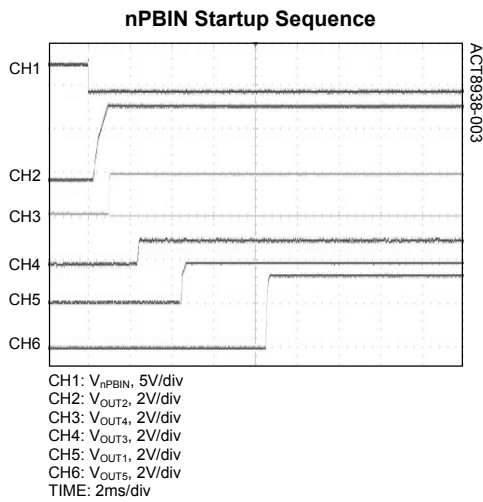 nPBIN Startup Sequence
ACT8938-003
CH1
CH2
CH3
CH4
CH5
CH6
CH1: VnPBIN, 5V/div
CH2: VOUT2, 2V/div
CH3: VOUT4, 2V/div
CH4: VOUT3, 2V/div
CH5: VOUT1, 2V/div
CH6: VOUT5, 2V/div
TIME: 2ms/div